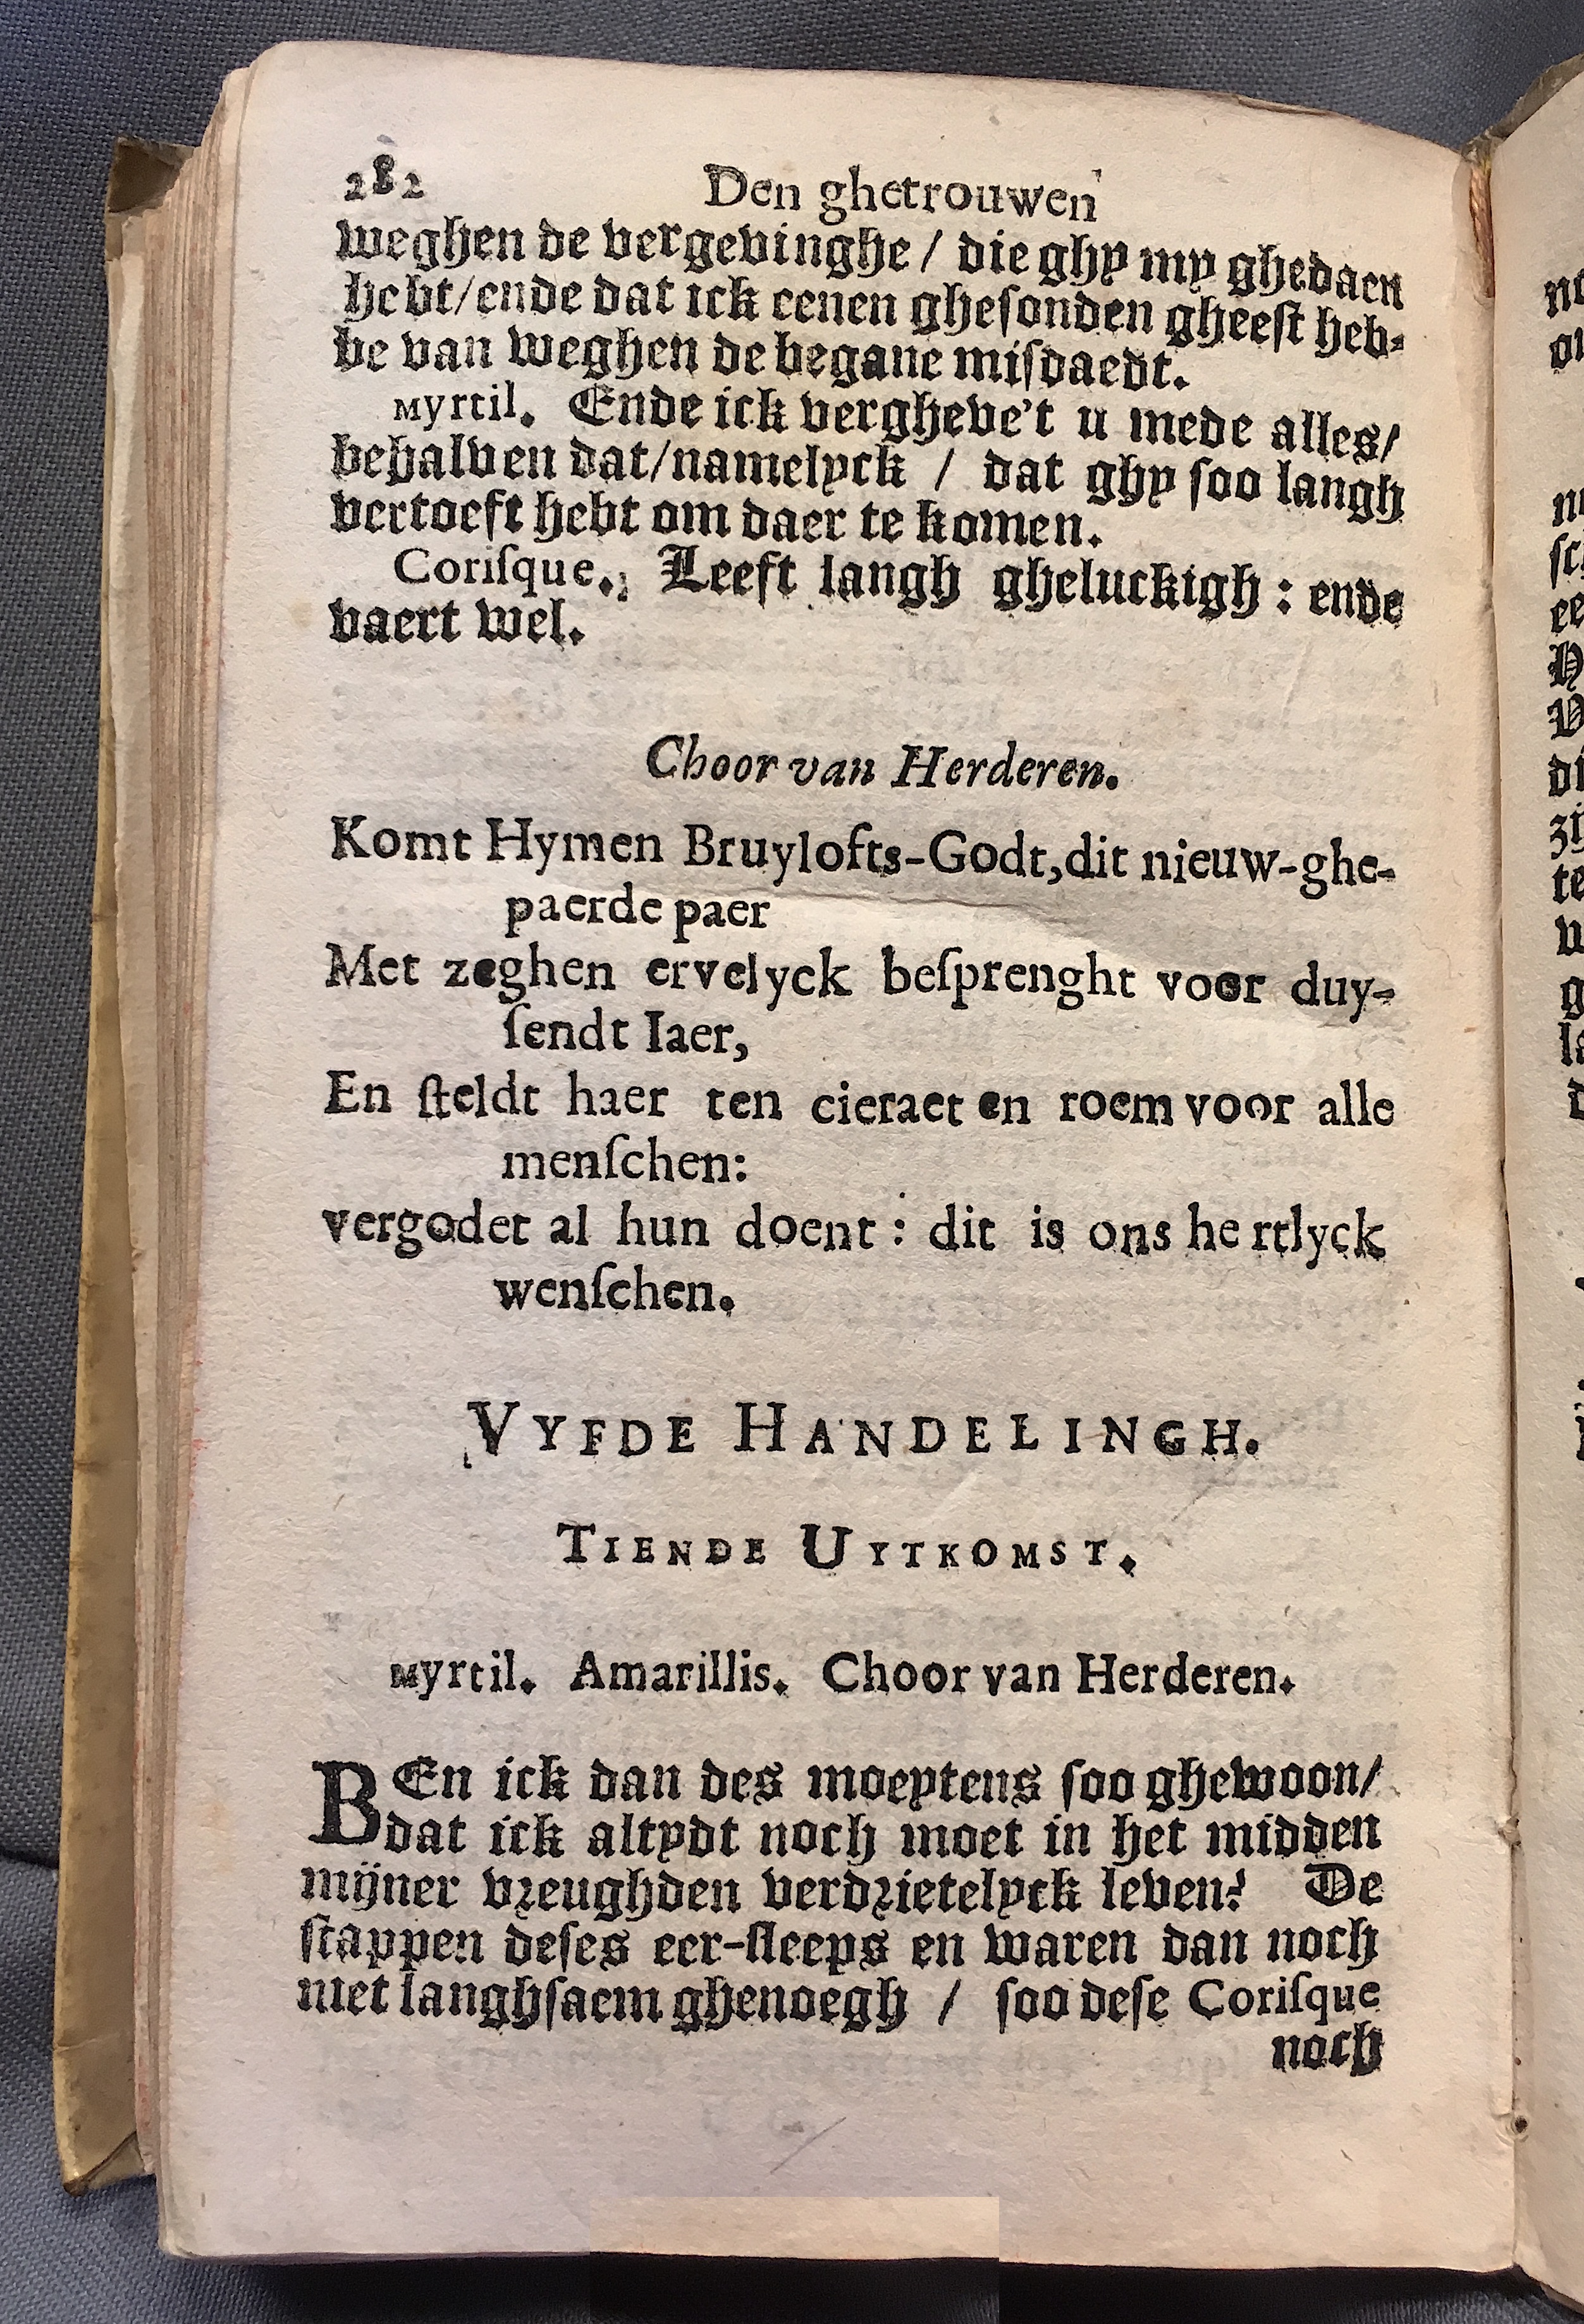 282 Den ghetrouwen
weghen de vergevinghe / die ghy my ghedaen
hebt/ende dat ick eenen gheſonden gheeſt heb-
be van weghen de begane miſdaedt.
Myrtil. Ende ick vergheve't u mede alles/
behalven dat/namelyck / dat ghy ſoo langh
vertoeft hebt om daer te komen.
Coriſque. Leeft langh gheluckigh : ende
vaert wel.
Choor van Herderen.
Komt Hymen Bruylofts-Godt,dit nieuw-ghe-
paerde paer
Met zeghen ervelyck beſprenght voor duy-
ſendt Iaer,
En ſteldt haer ten cieraet en roem voor alle
menſchen:
vergodet al hun doent : dit is ons hertlyck
wenſchen.
VYFDE HANDELINGH.
TIENDE UYTKOMST.
Myrtil. Amarillis. Choor van Herderen.
BEn ick dan des moeytens ſoo ghewoon/
dat ick altydt noch moet in het midden
mijner vreughden verdrietelyck leven? De
ſtappen deſes eer-ſleeps en waren dan noch
niet langhſaem ghenoegh / ſoo deſe Coriſque
noch